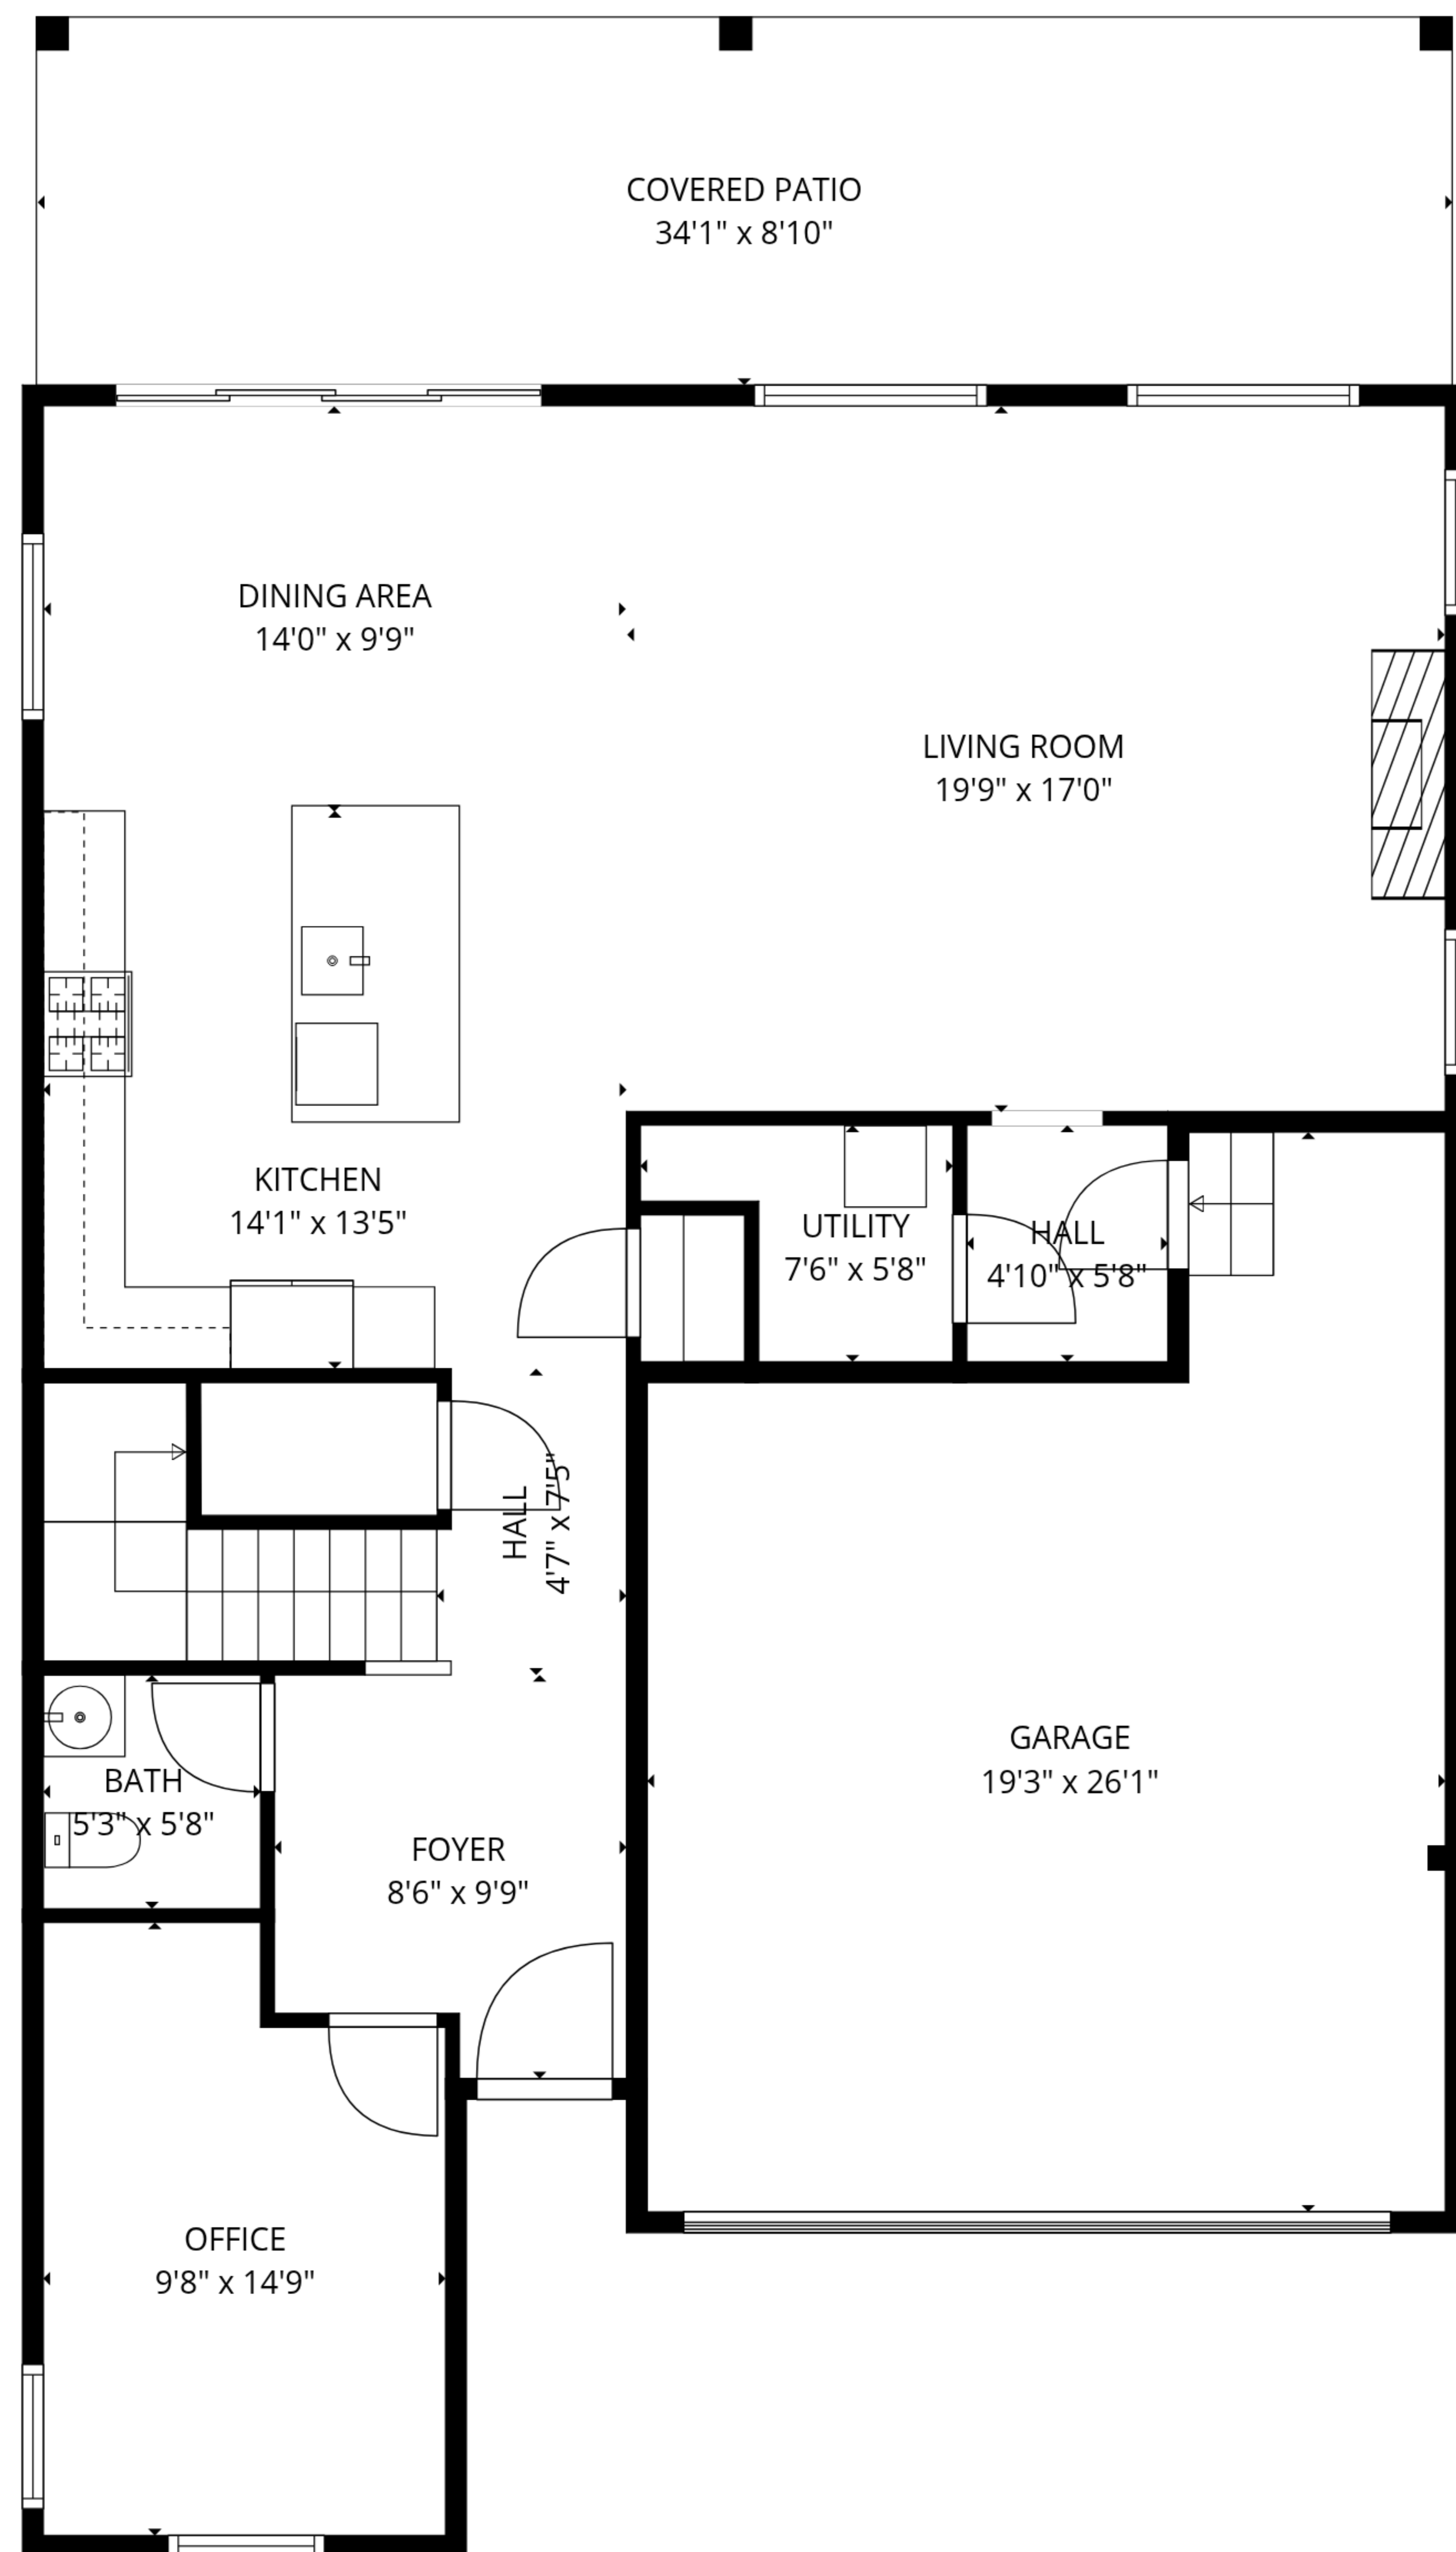 COVERED PATIO
34'1" x 8'10"
DINING AREA
14'0" x 9'9"
LIVING ROOM
19'9" x 17'0"
KITCHEN
14'1" x 13'5"
UTILITY
7'6" x 5'8"
HALL
4'10" x 5'8"
HALL
4'7" x 7'5"
GARAGE
19'3" x 26'1"
BATH
5'3" x 5'8"
FOYER
8'6" x 9'9"
OFFICE
9'8" x 14'9"